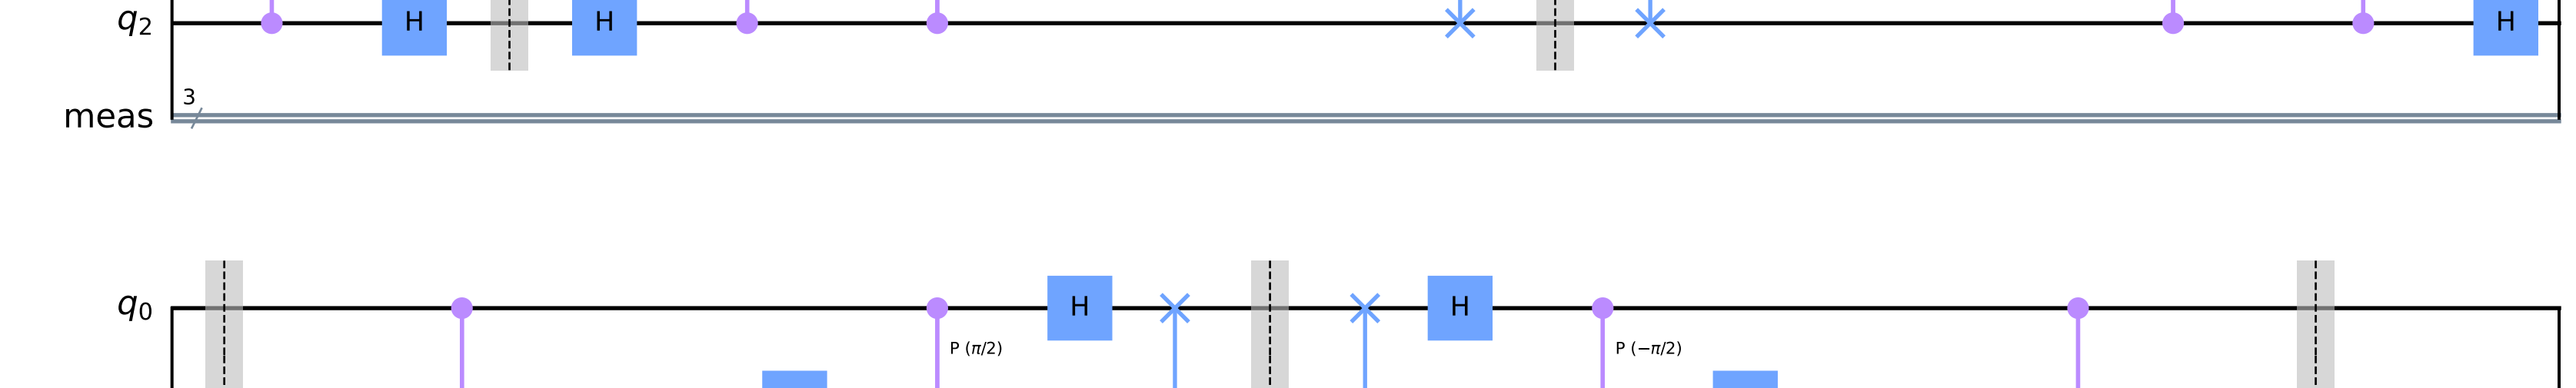 q₂ H H H
3
meas
q₀ H H
P (π/2) P (−π/2)